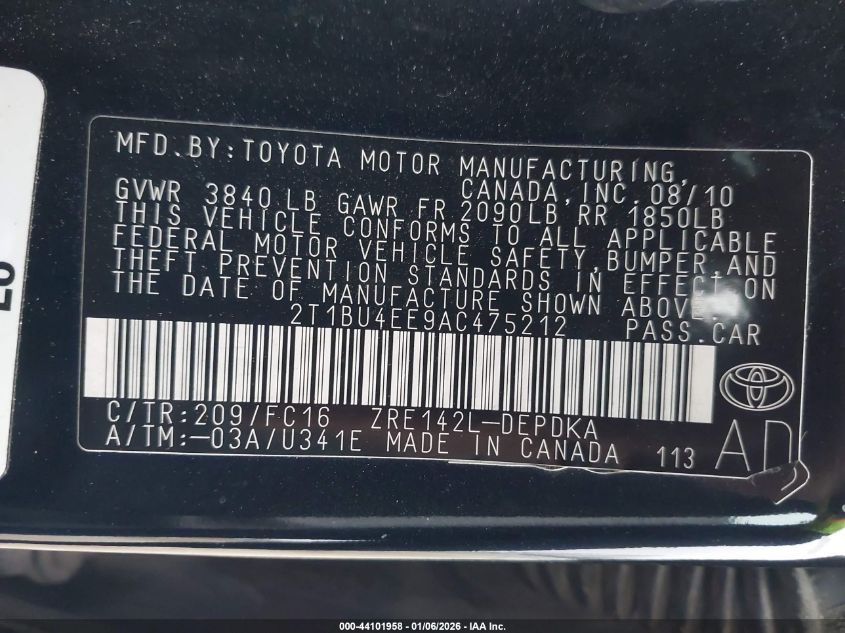 MFD.BY:TOYOTA MOTOR MANUFACTURING,
CANADA,INC. 08/10
GVWR 3840 LB GAWR FR 2090LB RR 1850LB
THIS VEHICLE CONFORMS TO ALL APPLICABLE
FEDERAL MOTOR VEHICLE SAFETY,BUMPER,AND
THEFT PREVENTION STANDARDS IN EFFECT ON
THE DATE OF MANUFACTURE SHOWN ABOVE.
2T1BU4EE9AC475212 PASS.CAR
C/TR:209/FC16 ZRE142L-DEPDKA
A/TM:-03A/U341E MADE IN CANADA 113
AD
000-44101958 - 01/06/2026 - IAA Inc.